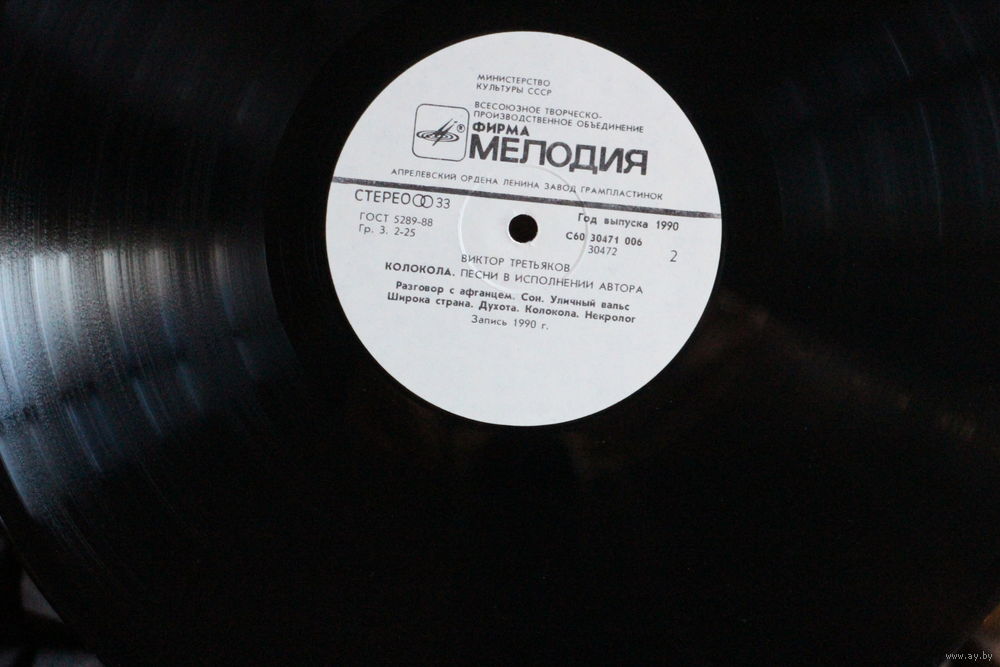 МИНИСТЕРСТВО
КУЛЬТУРЫ СССР
ВСЕСОЮЗНОЕ ТВОРЧЕСКО-
ПРОИЗВОДСТВЕННОЕ ОБЪЕДИНЕНИЕ
®
ФИРМА
МЕЛОДИЯ
АПРЕЛЕВСКИЙ ОРДЕНА ЛЕНИНА ЗАВОД ГРАМПЛАСТИНОК
СТЕРЕО 33
Год выпуска 1990
ГОСТ 5289-88
С60 30471 006
Гр. 3. 2-25
30472
2
ВИКТОР ТРЕТЬЯКОВ
КОЛОКОЛА. ПЕСНИ В ИСПОЛНЕНИИ АВТОРА
Разговор с афганцем. Сон. Уличный вальс
Широка страна. Духота. Колокола. Некролог
Запись 1990 г.
www.ay.by